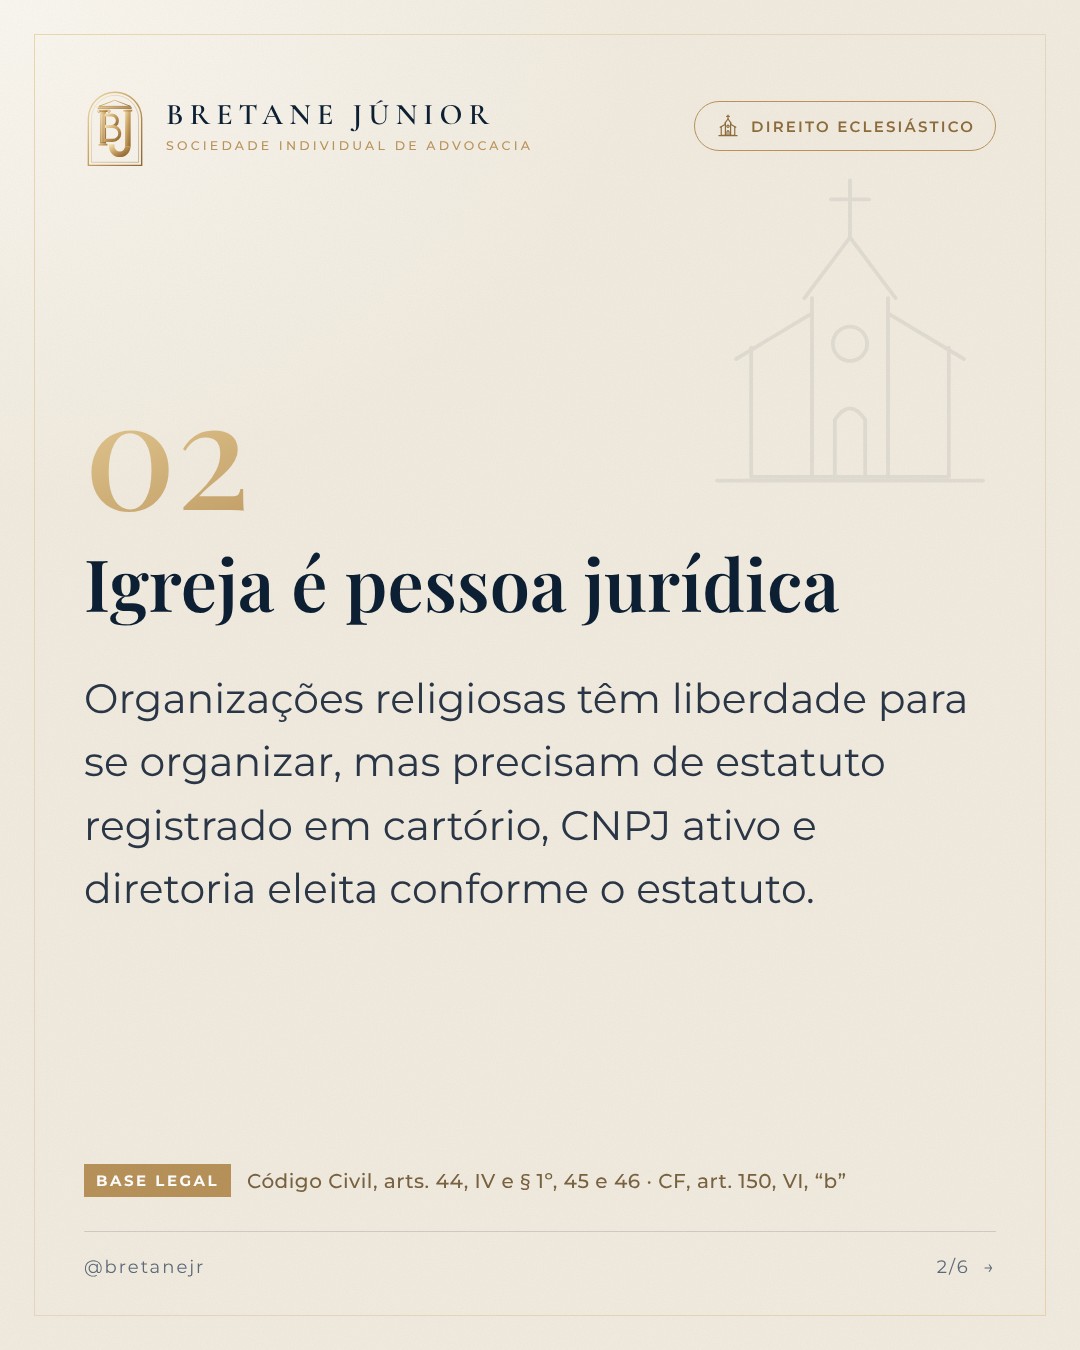 BRETANE JÚNIOR
SOCIEDADE INDIVIDUAL DE ADVOCACIA
DIREITO ECLESIÁSTICO
02
Igreja é pessoa jurídica
Organizações religiosas têm liberdade para
se organizar, mas precisam de estatuto
registrado em cartório, CNPJ ativo e
diretoria eleita conforme o estatuto.
BASE LEGAL Código Civil, arts. 44, IV e § 1º, 45 e 46 · CF, art. 150, VI, “b”
@bretanejr
2/6 →